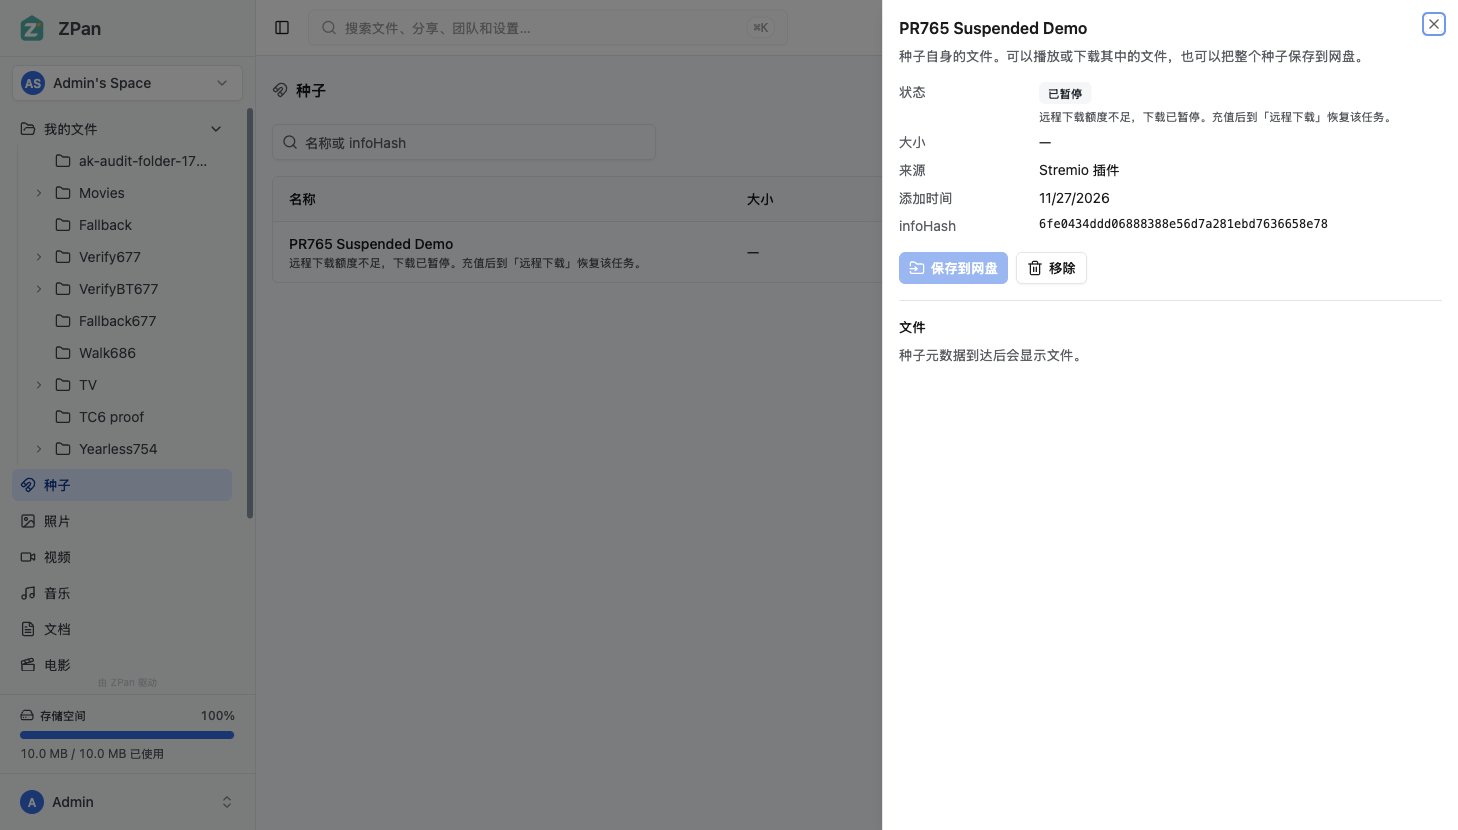 ZPan
搜索文件、分享、团队和设置...
⌘K
AS
Admin's Space
我的文件
ak-audit-folder-17...
Movies
Fallback
Verify677
VerifyBT677
Fallback677
Walk686
TV
TC6 proof
Yearless754
种子
照片
视频
音乐
文档
电影
由 ZPan 驱动
存储空间
100%
10.0 MB / 10.0 MB 已使用
A
Admin
种子
名称或 infoHash
名称
大小
PR765 Suspended Demo
远程下载额度不足，下载已暂停。充值后到「远程下载」恢复该任务。
—
PR765 Suspended Demo
种子自身的文件。可以播放或下载其中的文件，也可以把整个种子保存到网盘。
状态
已暂停
远程下载额度不足，下载已暂停。充值后到「远程下载」恢复该任务。
大小
—
来源
Stremio 插件
添加时间
11/27/2026
infoHash
6fe0434ddd06888388e56d7a281ebd7636658e78
保存到网盘
移除
文件
种子元数据到达后会显示文件。